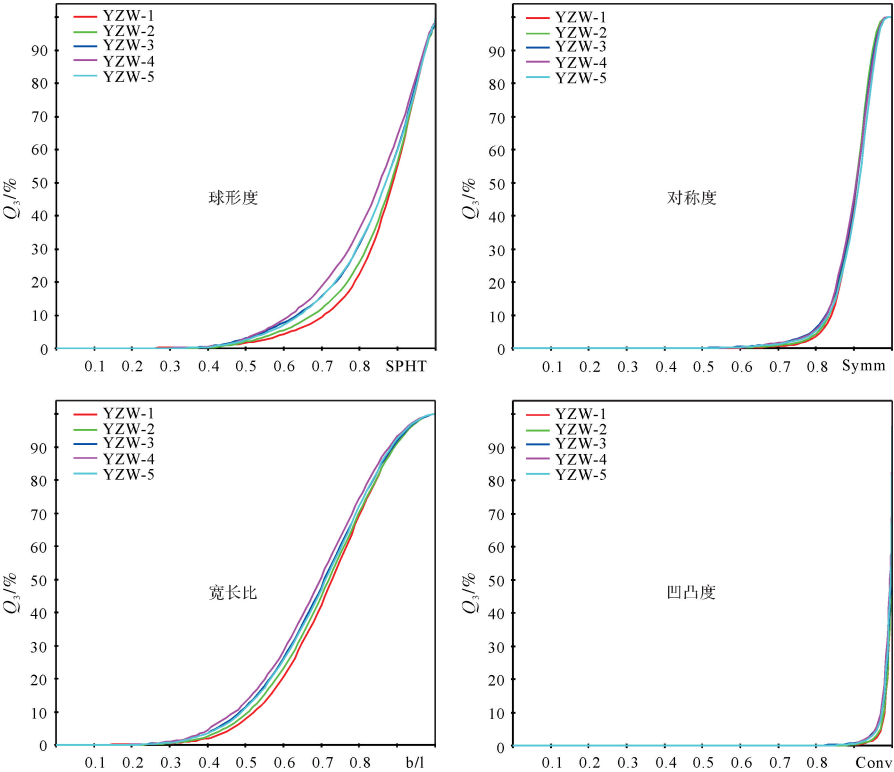 YZW-1
YZW-2
YZW-3
YZW-4
YZW-5
90
80
70
60
50
40
30
20
10
0
Q3/%
球形度
0.1 0.2 0.3 0.4 0.5 0.6 0.7 0.8 SPHT
YZW-1
YZW-2
YZW-3
YZW-4
YZW-5
90
80
70
60
50
40
30
20
10
0
Q3/%
对称度
0.1 0.2 0.3 0.4 0.5 0.6 0.7 0.8 Symm
YZW-1
YZW-2
YZW-3
YZW-4
YZW-5
90
80
70
60
50
40
30
20
10
0
Q3/%
宽长比
0.1 0.2 0.3 0.4 0.5 0.6 0.7 0.8 b/l
YZW-1
YZW-2
YZW-3
YZW-4
YZW-5
90
80
70
60
50
40
30
20
10
0
Q3/%
凹凸度
0.1 0.2 0.3 0.4 0.5 0.6 0.7 0.8 Conv